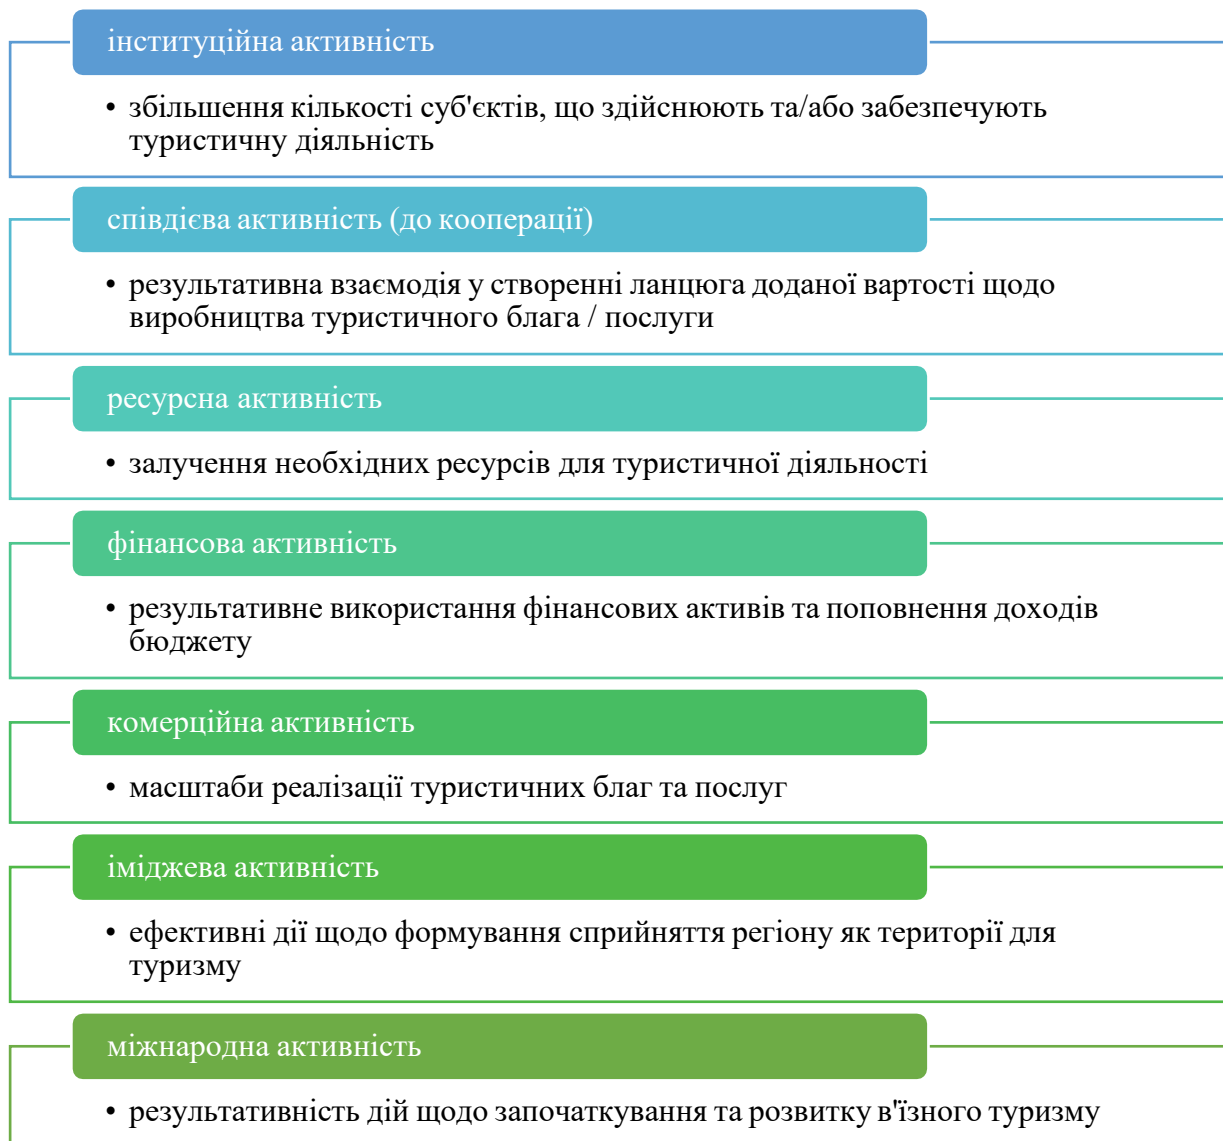 інституційна активність
• збільшення кількості суб'єктів, що здійснюють та/або забезпечують
туристичну діяльність
співдієва активність (до кооперації)
• результативна взаємодія у створенні ланцюга доданої вартості щодо
виробництва туристичного блага / послуги
ресурсна активність
• залучення необхідних ресурсів для туристичної діяльності
фінансова активність
• результативне використання фінансових активів та поповнення доходів
бюджету
комерційна активність
• масштаби реалізації туристичних благ та послуг
іміджева активність
• ефективні дії щодо формування сприйняття регіону як території для
туризму
міжнародна активність
• результативність дій щодо започаткування та розвитку в'їзного туризму